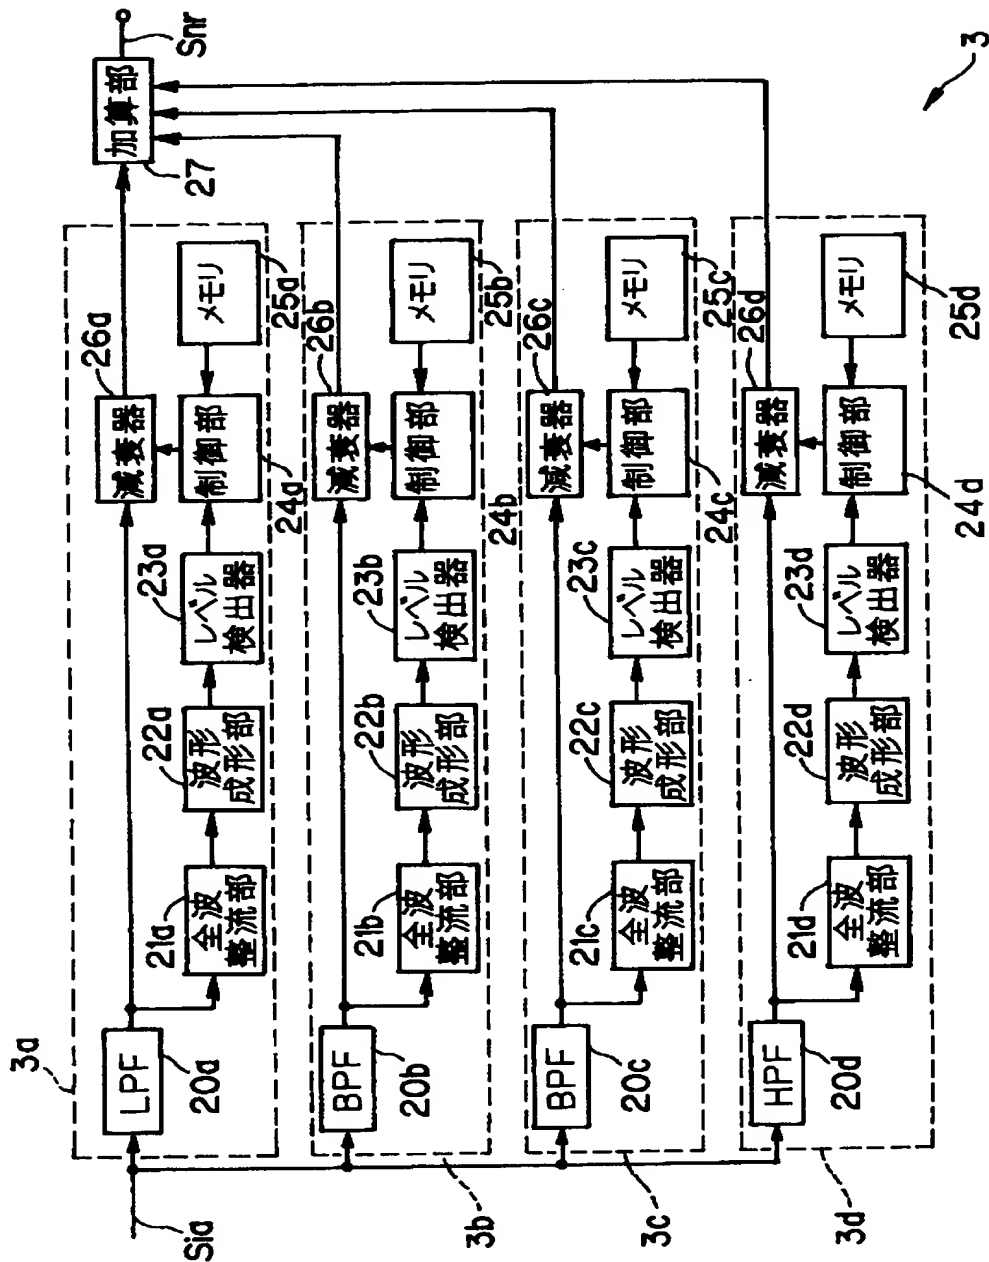 3
Sia
Snr
加算部
27
3a
LPF
20a
全波
整流部
21a
波形
成形部
22a
レベル
検出器
23a
制御部
24a
メモリ
25a
減衰器
26a
3b
BPF
20b
全波
整流部
21b
波形
成形部
22b
レベル
検出器
23b
制御部
24b
メモリ
25b
減衰器
26b
3c
BPF
20c
全波
整流部
21c
波形
成形部
22c
レベル
検出器
23c
制御部
24c
メモリ
25c
減衰器
26c
3d
HPF
20d
全波
整流部
21d
波形
成形部
22d
レベル
検出器
23d
制御部
24d
メモリ
25d
減衰器
26d